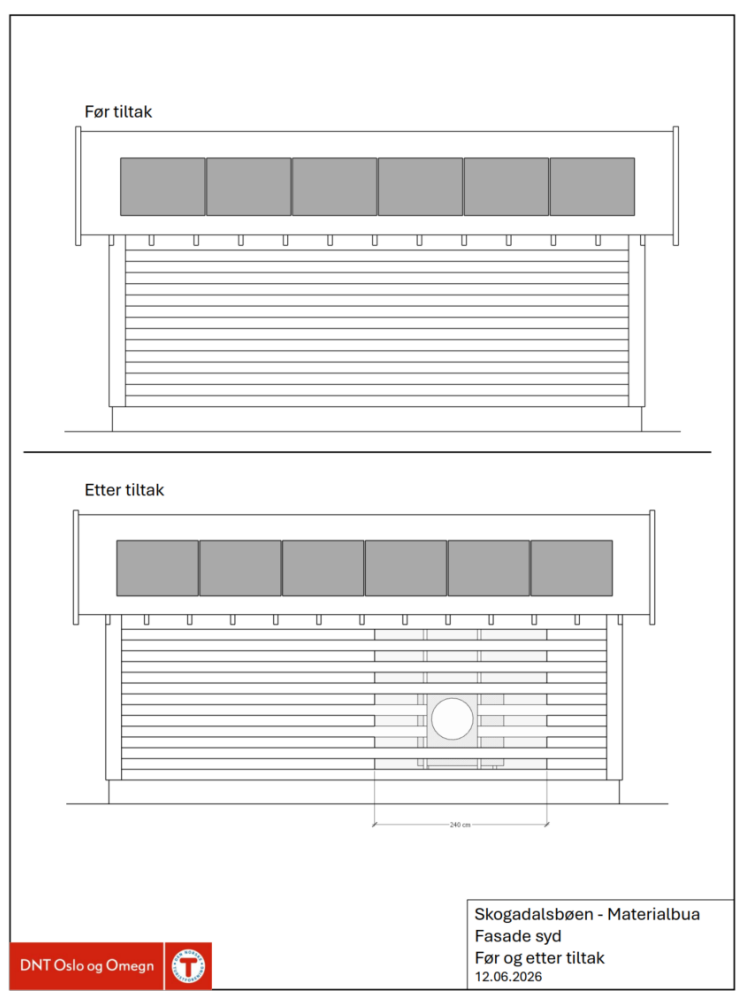 Før tiltak
Etter tiltak
240 cm
Skogadalsbøen - Materialbua
Fasade syd
Før og etter tiltak
12.06.2026
DNT Oslo og Omegn
T